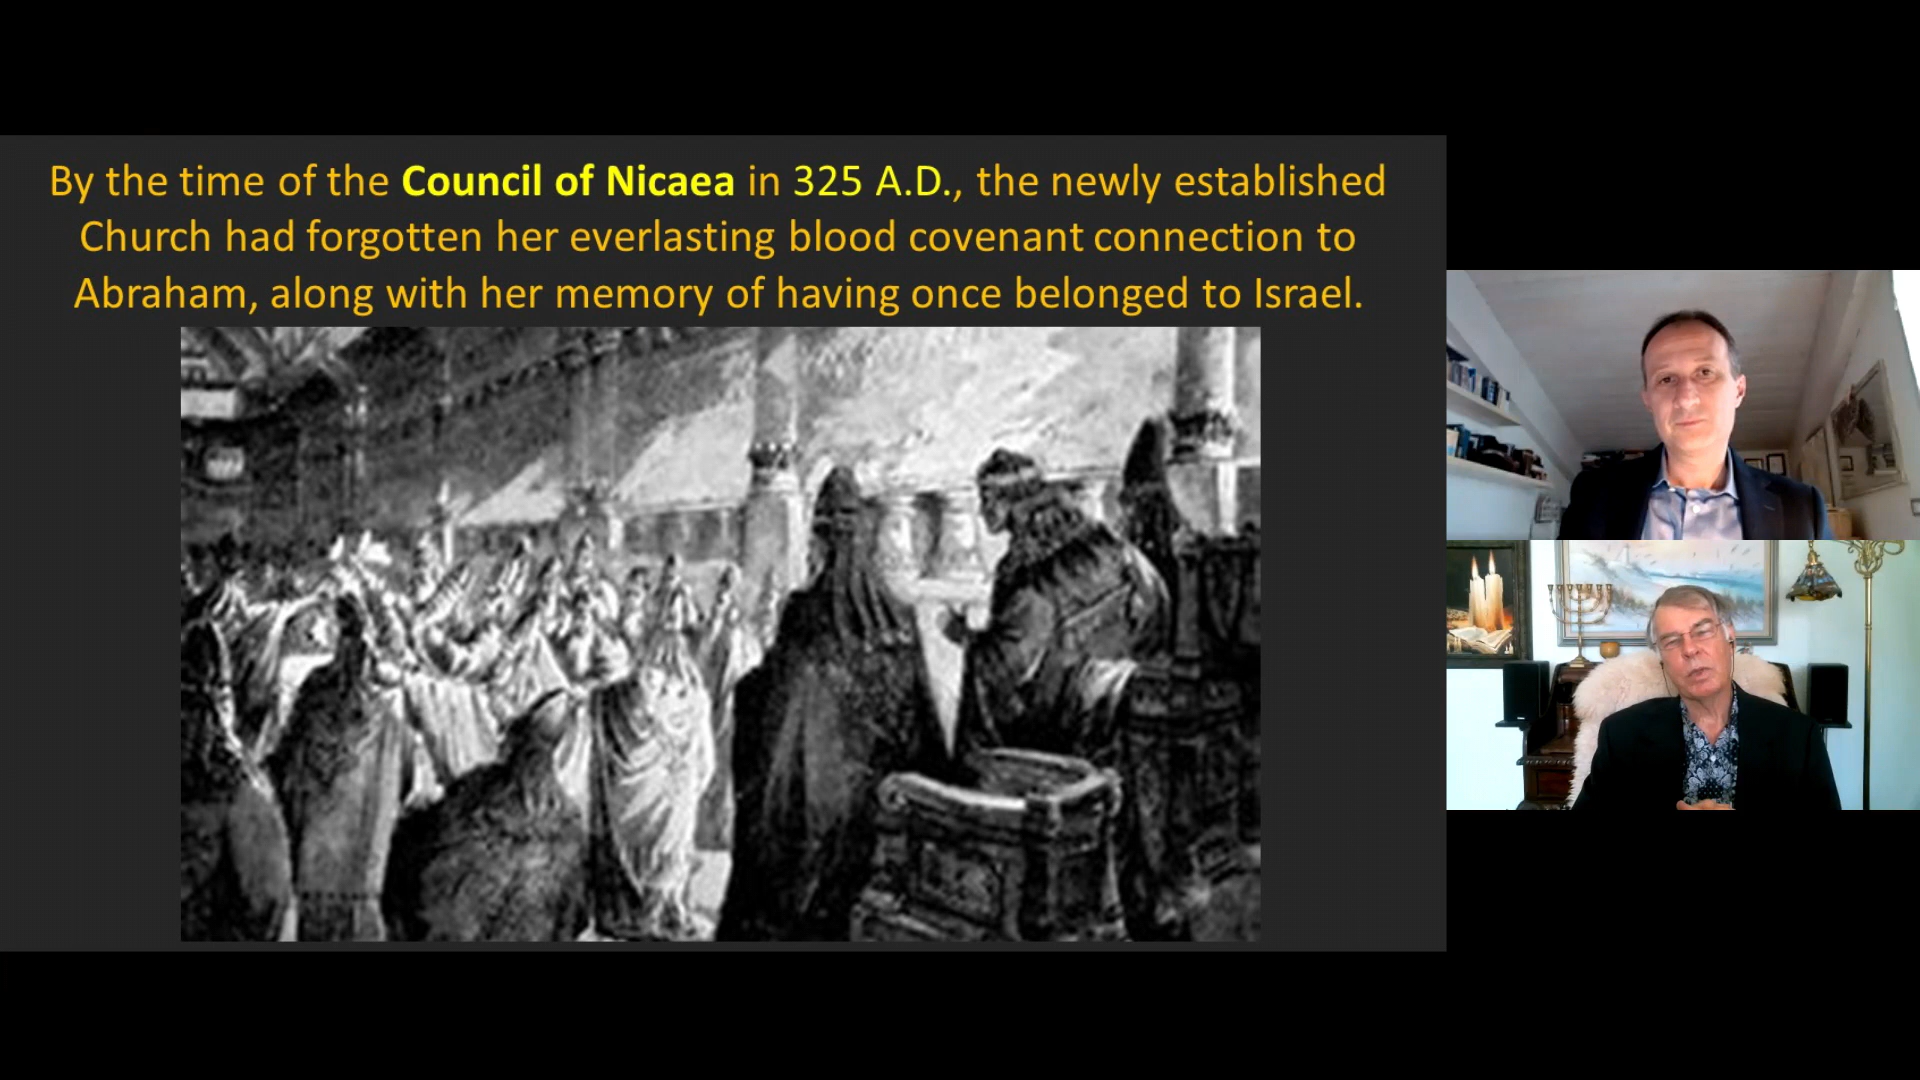 By the time of the Council of Nicaea in 325 A.D., the newly established
Church had forgotten her everlasting blood covenant connection to
Abraham, along with her memory of having once belonged to Israel.